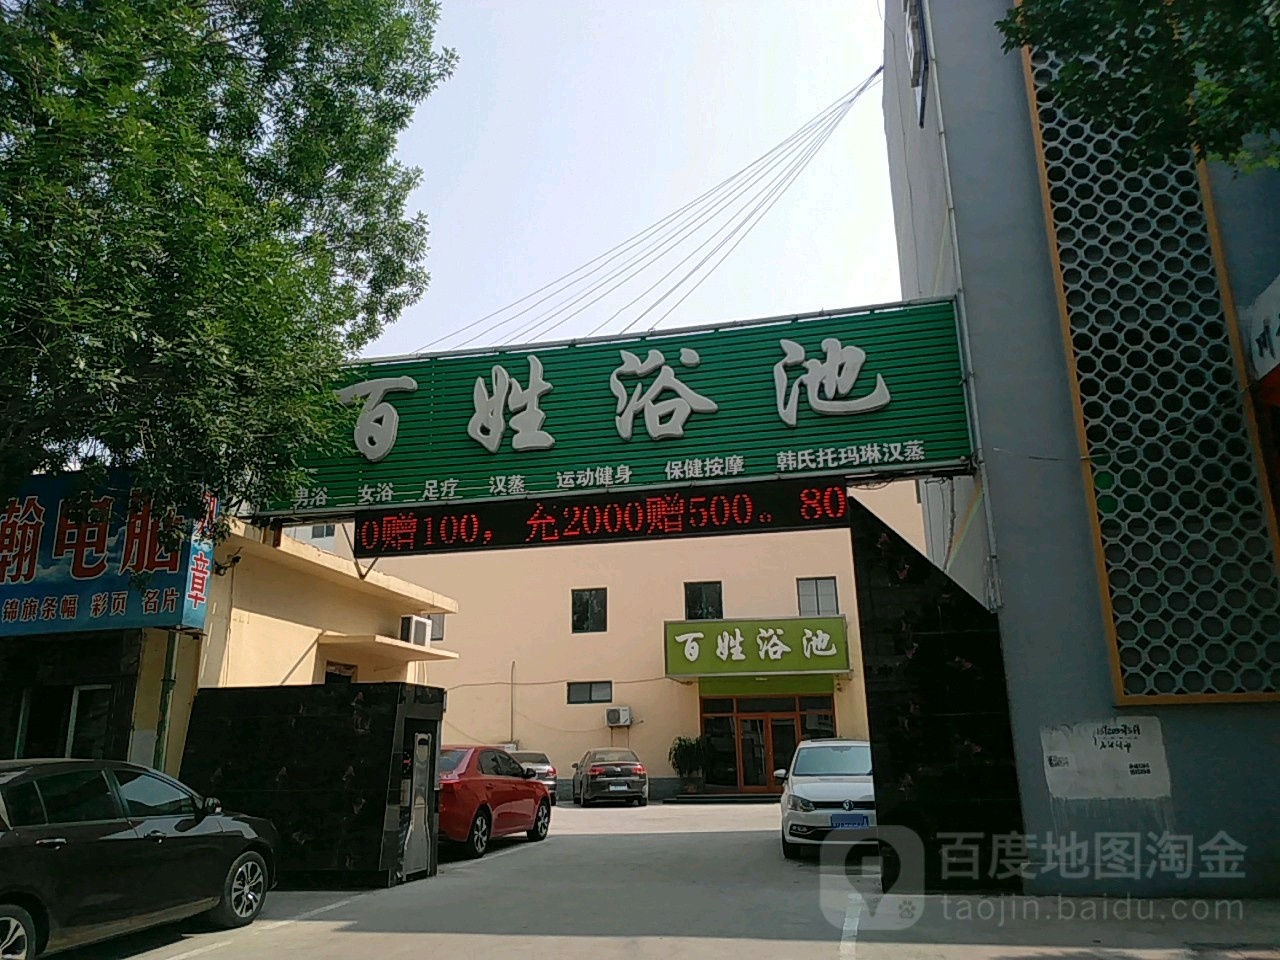 百姓浴池
男浴 女浴 足疗 汉蒸 运动健身 保健按摩 韩氏托玛琳汉蒸
0赠100，充2000赠500。80
百姓浴池
瀚电脑
章
锦旗条幅 彩页 名片
川
百度地图淘金
taojin.baidu.com